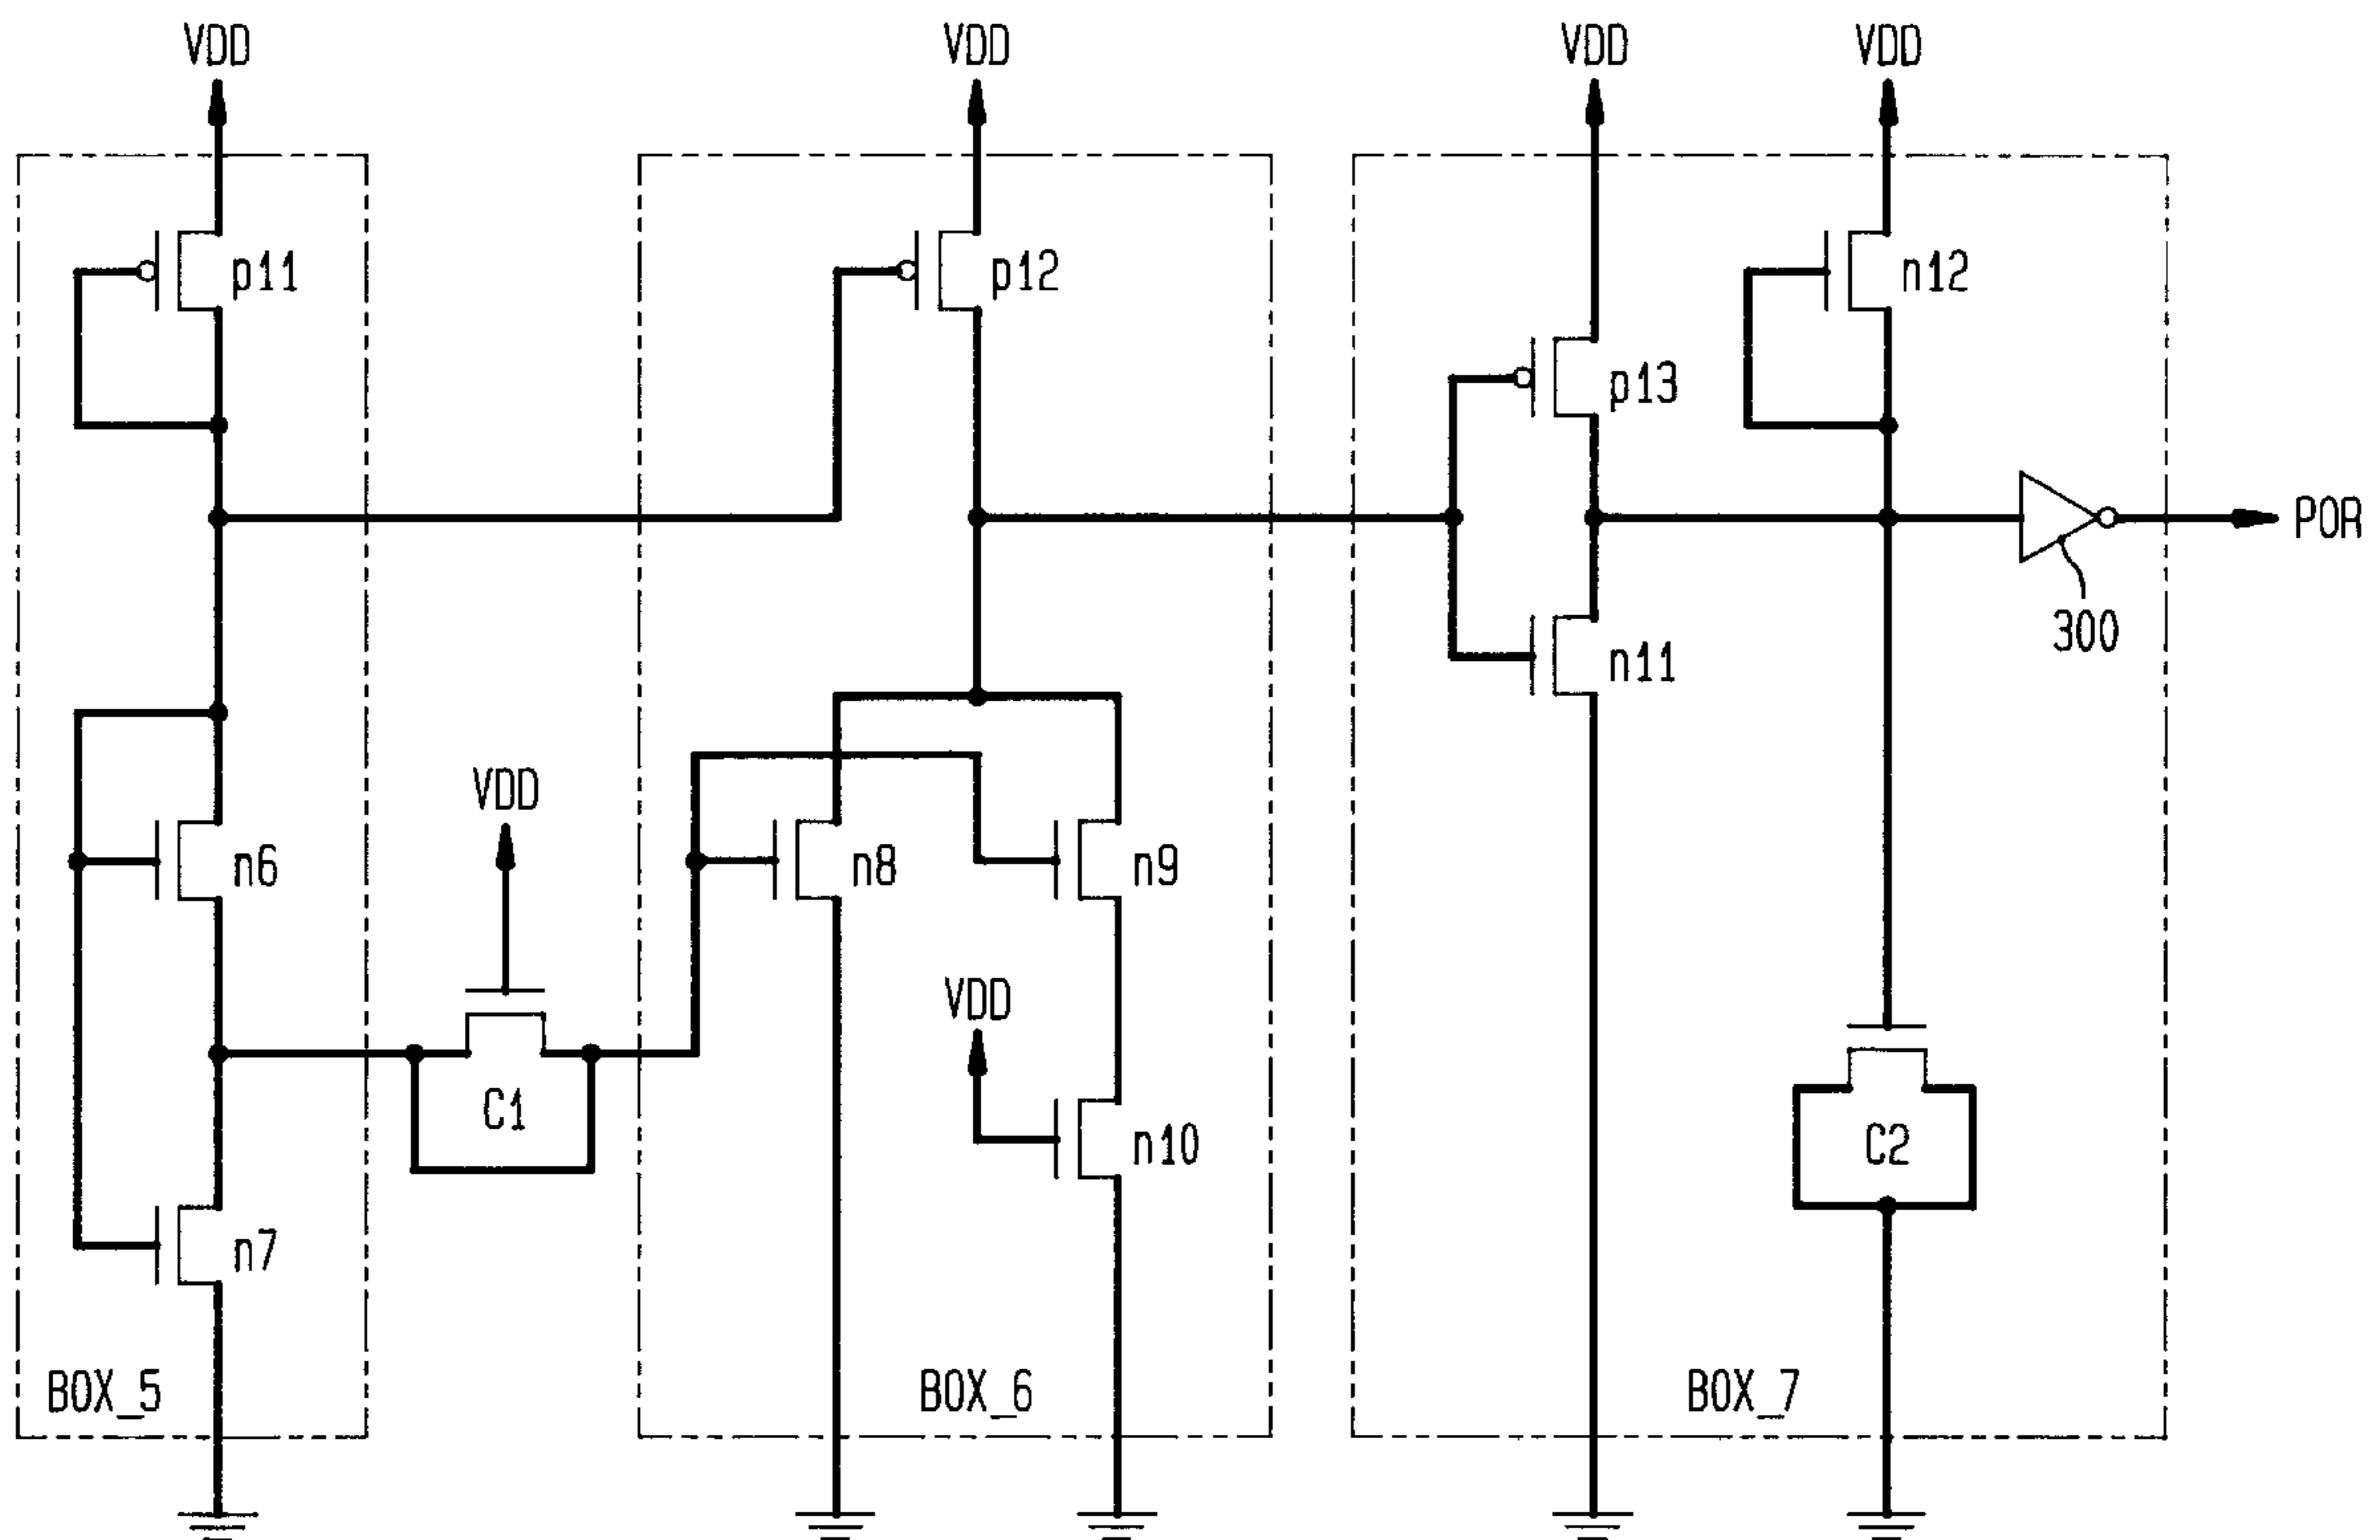 VDD
VDD
VDD
VDD
p11
p12
n12
p13
POR
300
n11
VDD
n6
n8
n9
VDD
C1
n10
C2
n7
BOX_5
BOX_6
BOX_7